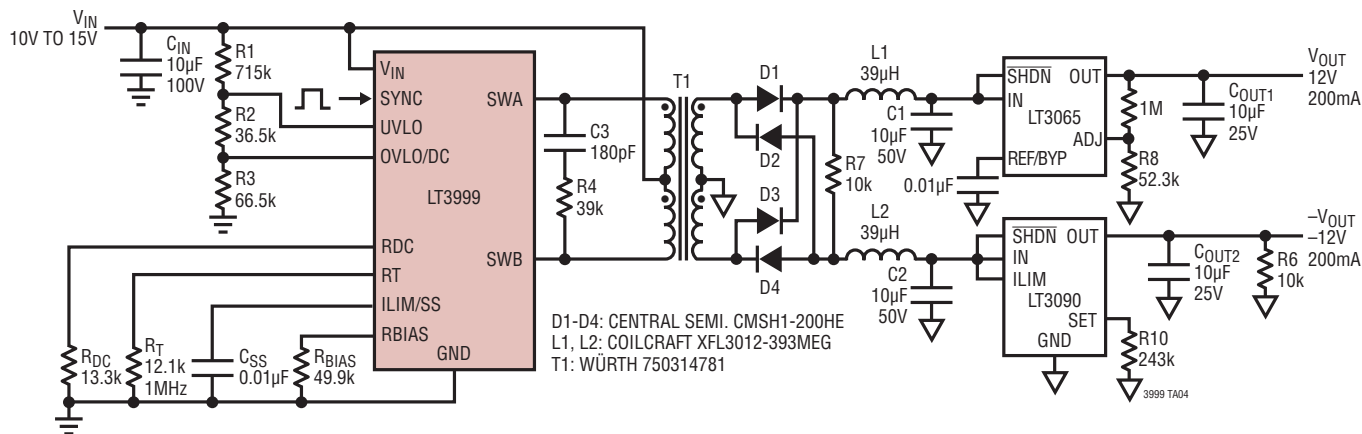 VIN
10V TO 15V
CIN
10µF
100V
R1
715k
R2
36.5k
R3
66.5k
VIN
SYNC
UVLO
OVLO/DC
LT3999
RDC
RT
ILIM/SS
RBIAS
GND
SWA
SWB
RDC
13.3k
RT
12.1k
1MHz
CSS
0.01µF
RBIAS
49.9k
C3
180pF
R4
39k
T1
D1
D2
D3
D4
R7
10k
L1
39µH
C1
10µF
50V
L2
39µH
C2
10µF
50V
SHDN OUT
IN
LT3065
ADJ
REF/BYP
0.01µF
1M
R8
52.3k
COUT1
10µF
25V
VOUT
12V
200mA
SHDN OUT
IN
ILIM
LT3090
SET
GND
R10
243k
COUT2
10µF
25V
R6
10k
–VOUT
–12V
200mA
D1-D4: CENTRAL SEMI. CMSH1-200HE
L1, L2: COILCRAFT XFL3012-393MEG
T1: WÜRTH 750314781
3999 TA04